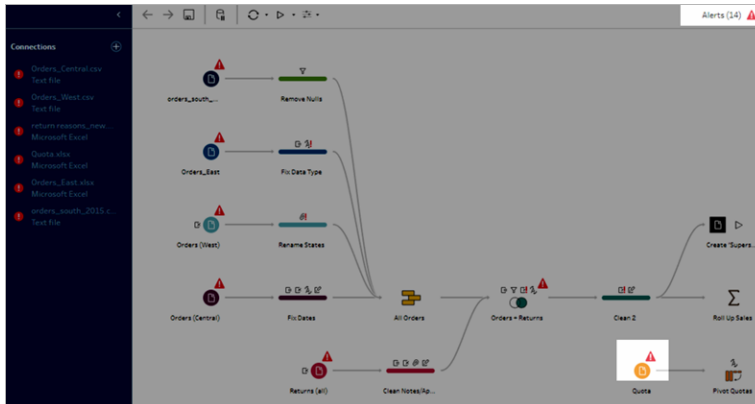 Alerts (14)
Connections
Orders_Central.csv
Text file
Orders_West.csv
Text file
return reasons_new...
Microsoft Excel
Quota.xlsx
Microsoft Excel
Orders_East.xlsx
Microsoft Excel
orders_south_2015.c...
Text file
orders_south_...
Remove Nulls
Orders_East
Fix Data Type
Orders (West)
Rename States
Create 'Supers...
Orders (Central)
Fix Dates
All Orders
Orders + Returns
Clean 2
Roll Up Sales
Returns (all)
Clean Notes/Ap...
Quota
Pivot Quotas